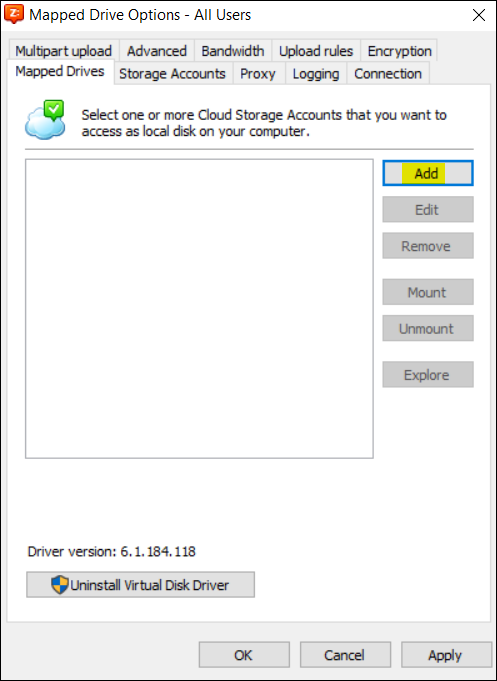 Mapped Drive Options - All Users
Multipart upload Advanced Bandwidth Upload rules Encryption
Mapped Drives Storage Accounts Proxy Logging Connection
Select one or more Cloud Storage Accounts that you want to
access as local disk on your computer.
Add
Edit
Remove
Mount
Unmount
Explore
Driver version: 6.1.184.118
Uninstall Virtual Disk Driver
OK Cancel Apply